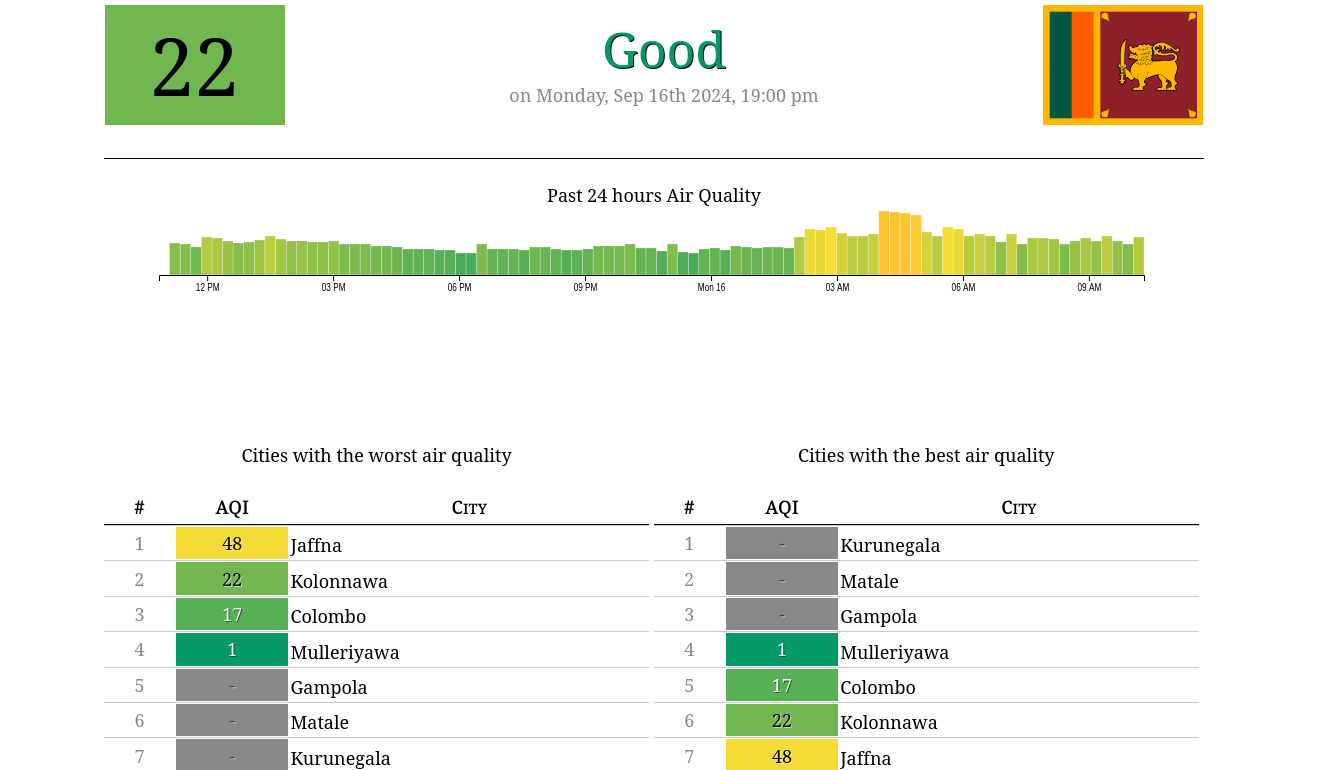 22
Good
on Monday, Sep 16th 2024, 19:00 pm
Past 24 hours Air Quality
12 PM 03 PM 06 PM 09 PM Mon 16 03 AM 06 AM 09 AM
Cities with the worst air quality
# AQI City
1 48 Jaffna
2 22 Kolonnawa
3 17 Colombo
4 1 Mulleriyawa
5 - Gampola
6 - Matale
7 - Kurunegala
Cities with the best air quality
# AQI City
1 - Kurunegala
2 - Matale
3 - Gampola
4 1 Mulleriyawa
5 17 Colombo
6 22 Kolonnawa
7 48 Jaffna